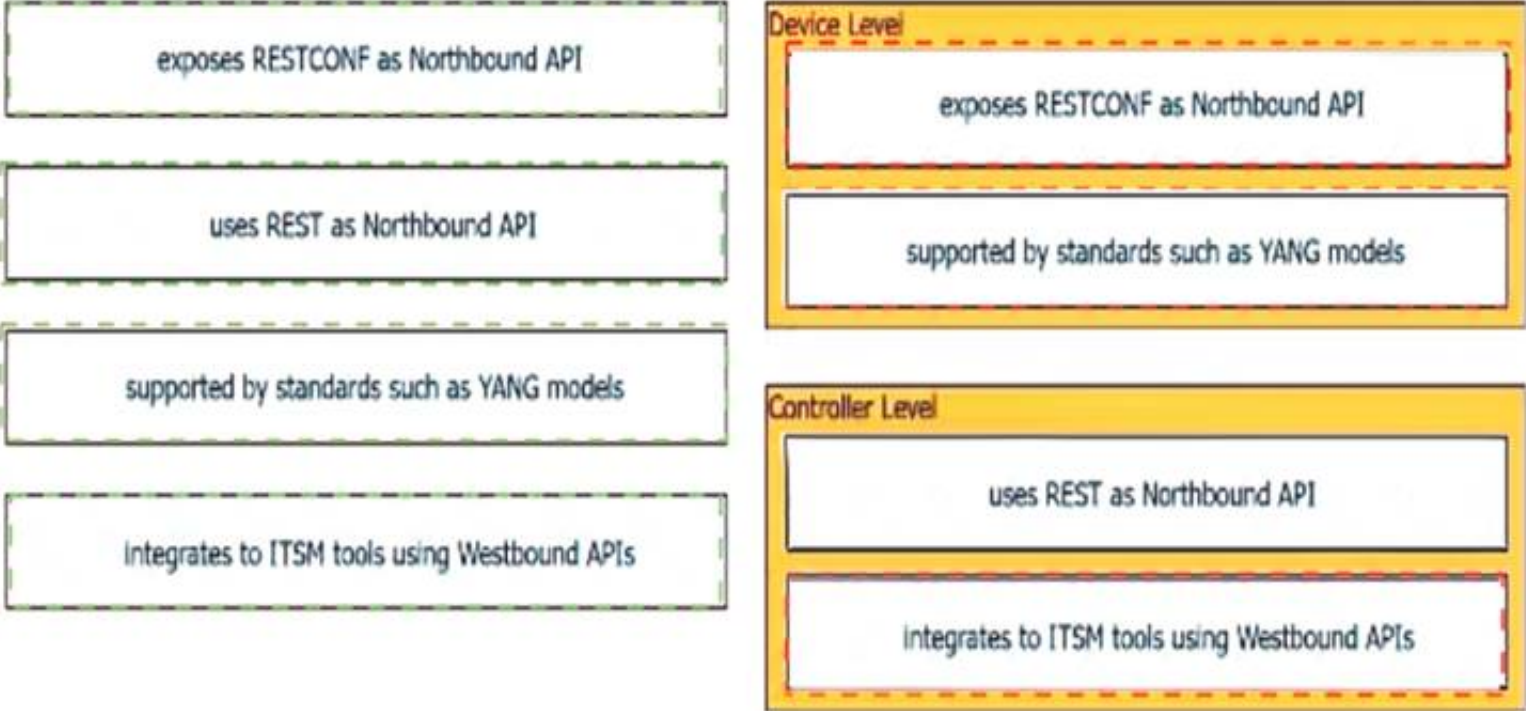 exposes RESTCONF as Northbound API
uses REST as Northbound API
supported by standards such as YANG models
integrates to ITSM tools using Westbound APIs
Device Level
exposes RESTCONF as Northbound API
supported by standards such as YANG models
Controller Level
uses REST as Northbound API
integrates to ITSM tools using Westbound APIs